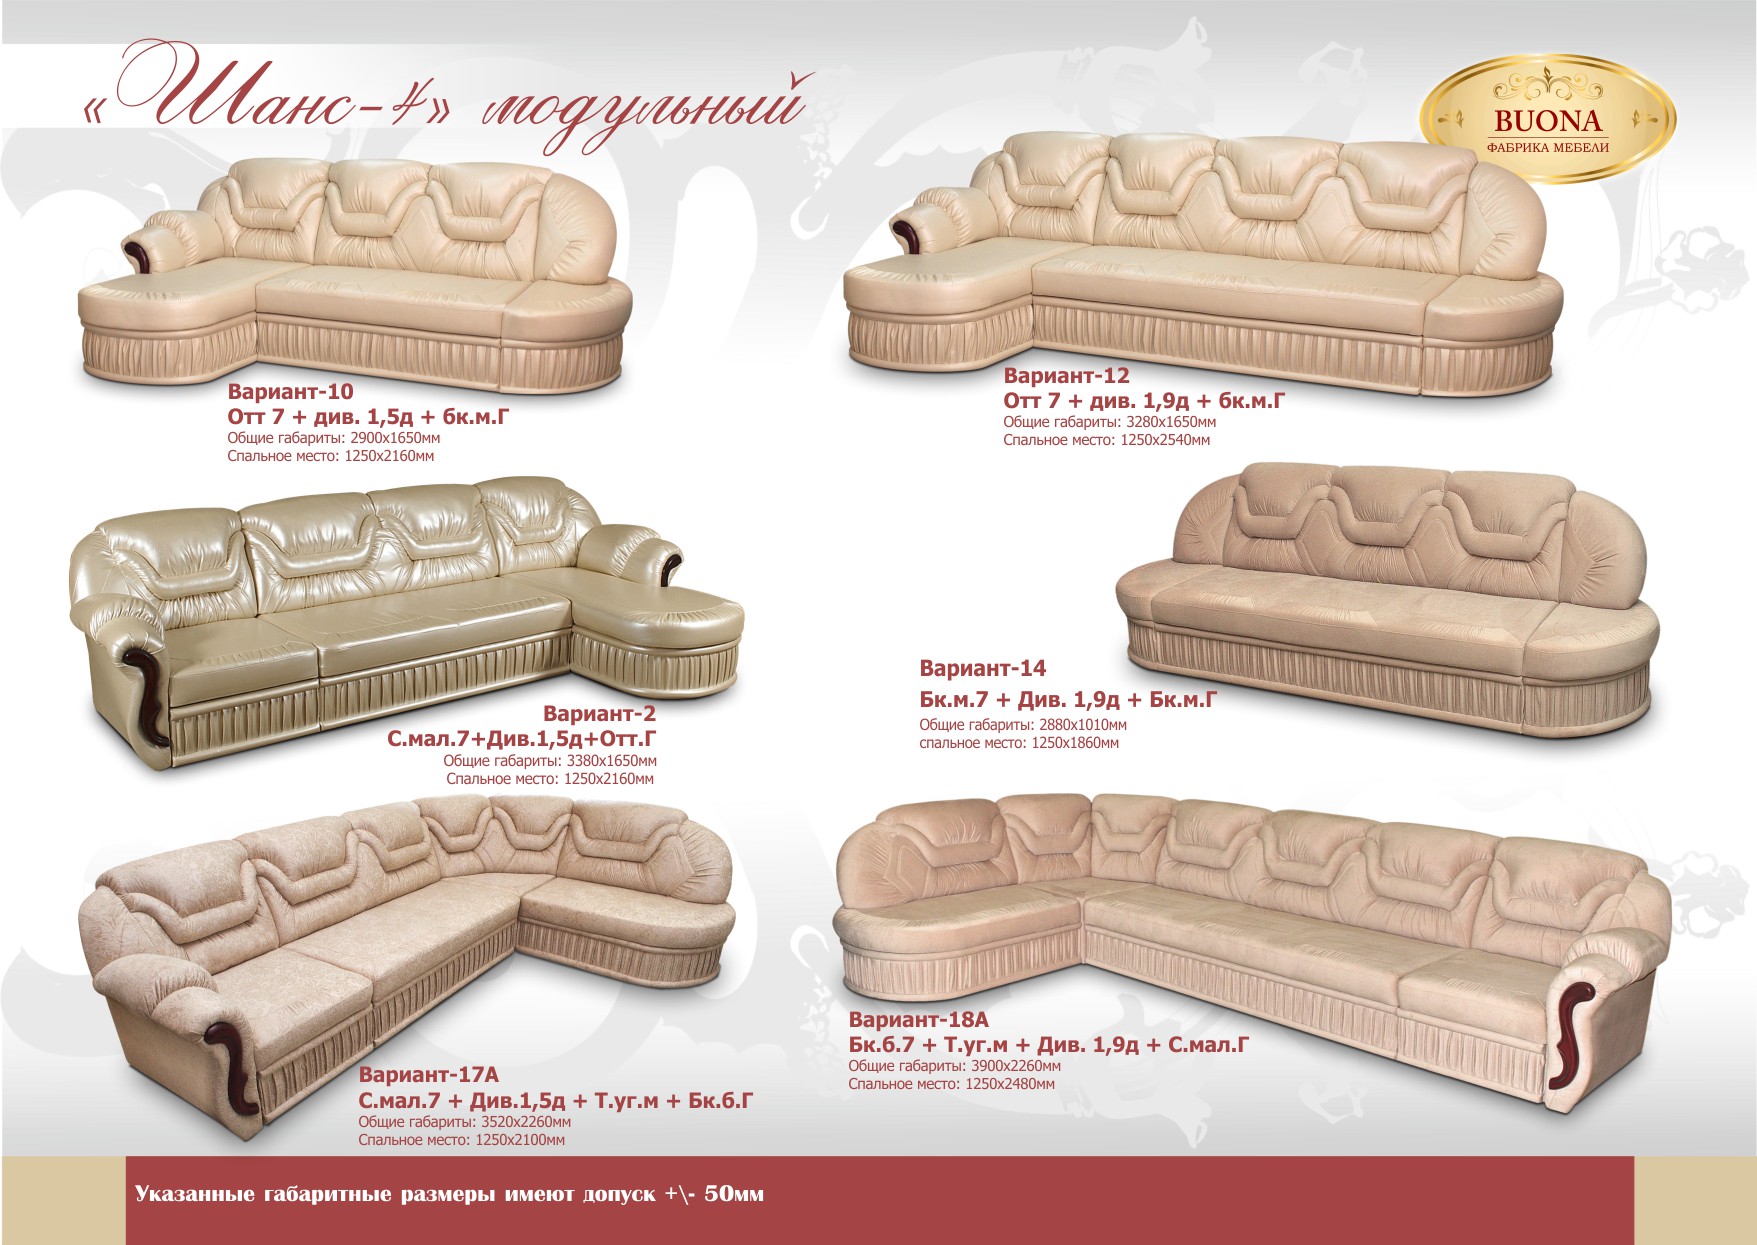 «Шанс-4» модульный
BUONA
ФАБРИКА МЕБЕЛИ
Вариант-10
Отт 7 + див. 1,5д + бк.м.Г
Общие габариты: 2900х1650мм
Спальное место: 1250х2160мм
Вариант-12
Отт 7 + див. 1,9д + бк.м.Г
Общие габариты: 3280х1650мм
Спальное место: 1250х2540мм
Вариант-2
С.мал.7+Див.1,5д+Отт.Г
Общие габариты: 3380х1650мм
Спальное место: 1250х2160мм
Вариант-14
Бк.м.7 + Див. 1,9д + Бк.м.Г
Общие габариты: 2880х1010мм
спальное место: 1250х1860мм
Вариант-17А
С.мал.7 + Див.1,5д + Т.уг.м + Бк.б.Г
Общие габариты: 3520х2260мм
Спальное место: 1250х2100мм
Вариант-18А
Бк.б.7 + Т.уг.м + Див. 1,9д + С.мал.Г
Общие габариты: 3900х2260мм
Спальное место: 1250х2480мм
Указанные габаритные размеры имеют допуск +\- 50мм